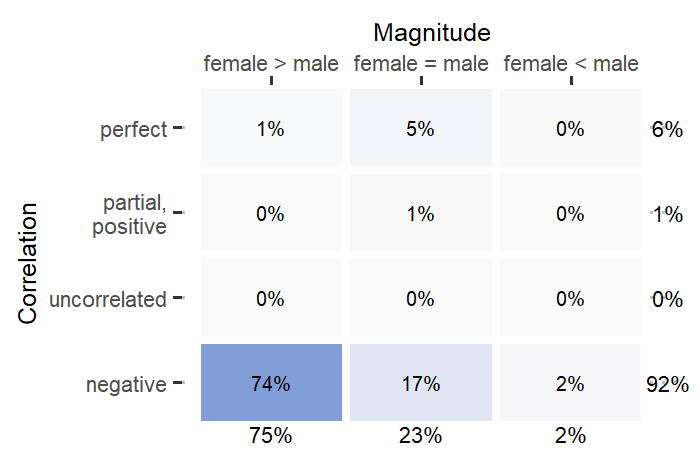 Magnitude
female > male female = male female < male
perfect 1% 5% 0% 6%
partial,
positive 0% 1% 0% 1%
Correlation
uncorrelated 0% 0% 0% 0%
negative 74% 17% 2% 92%
75% 23% 2%